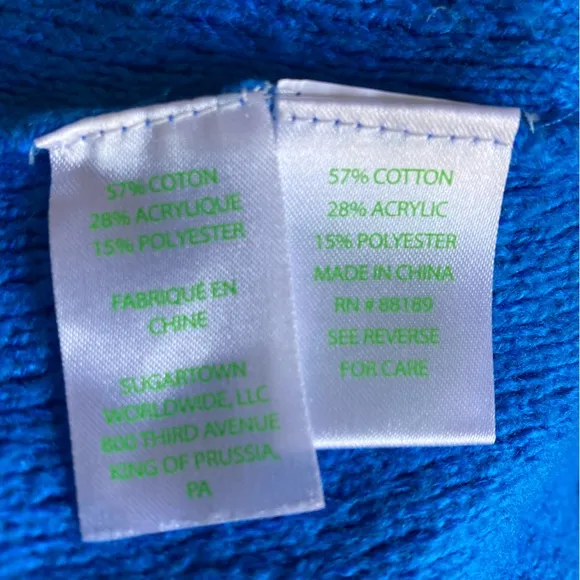 57% COTON
28% ACRYLIQUE
15% POLYESTER
FABRIQUÉ EN
CHINE
SUGARTOWN
WORLDWIDE, LLC
800 THIRD AVENUE
KING OF PRUSSIA,
PA
57% COTTON
28% ACRYLIC
15% POLYESTER
MADE IN CHINA
RN # 88189
SEE REVERSE
FOR CARE